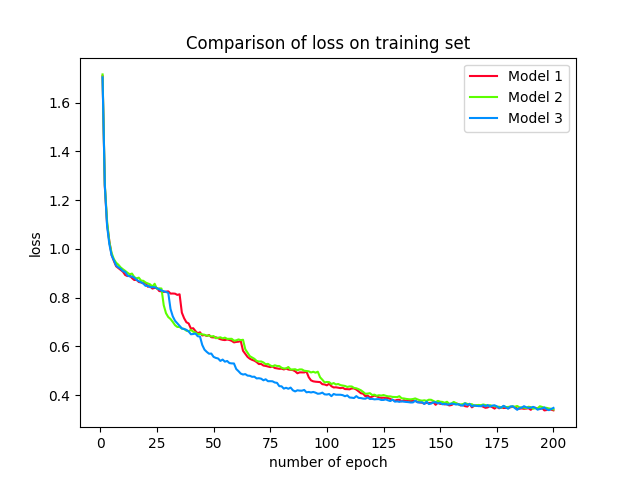 Comparison of loss on training set
Model 1
Model 2
Model 3
loss
1.6
1.4
1.2
1.0
0.8
0.6
0.4
0 25 50 75 100 125 150 175 200
number of epoch